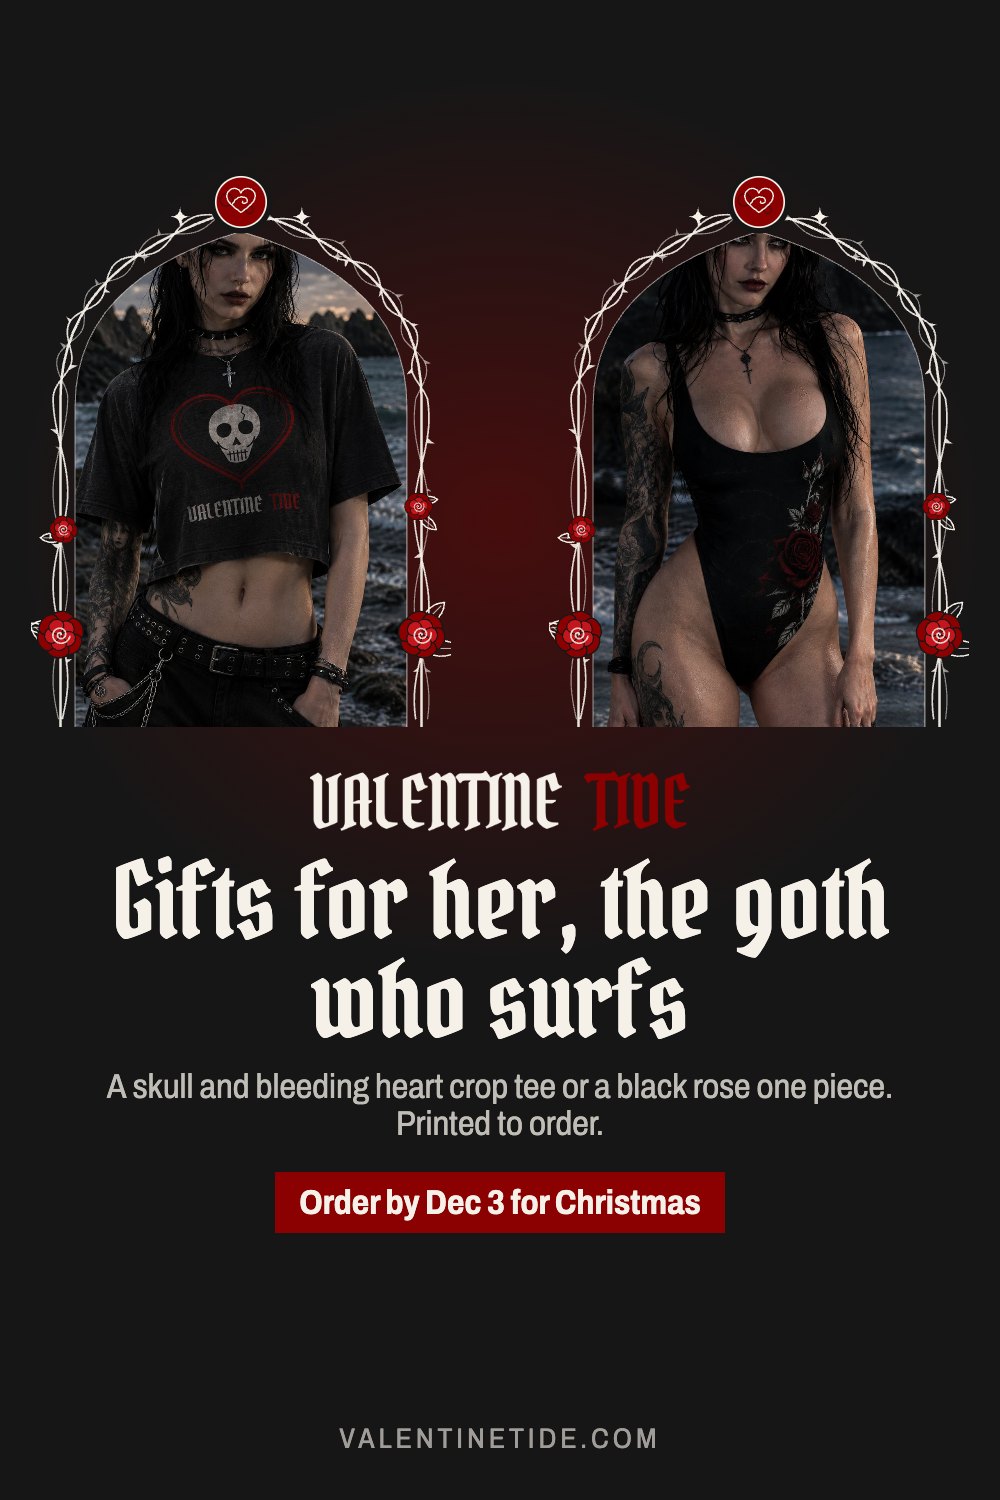 VALENTINE TIDE
VALENTINE TIDE
Gifts for her, the goth
who surfs
A skull and bleeding heart crop tee or a black rose one piece.
Printed to order.
Order by Dec 3 for Christmas
VALENTINETIDE.COM